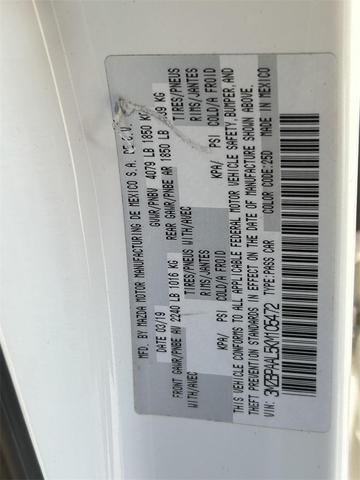 MFD. BY MAZDA MOTOR MANUFACTURING DE MEXICO S.A. DE C.V.
DATE 03/19 GVWR/PNBV 4079 LB 1850 KG
FRONT GAWR/PNBE AV 2240 LB 1016 KG REAR GAWR/PNBE AR 1850 LB 839 KG
WITH/AVEC TIRES/PNEUS WITH/AVEC TIRES/PNEUS
RIMS/JANTES RIMS/JANTES
KPA/ PSI COLD/A FROID KPA/ PSI COLD/A FROID
THIS VEHICLE CONFORMS TO ALL APPLICABLE FEDERAL MOTOR VEHICLE SAFETY, BUMPER, AND
THEFT PREVENTION STANDARDS IN EFFECT ON THE DATE OF MANUFACTURE SHOWN ABOVE.
VIN: 3MZBPAAL5KM109472 TYPE:PASS CAR COLOR CODE:25D MADE IN MEXICO